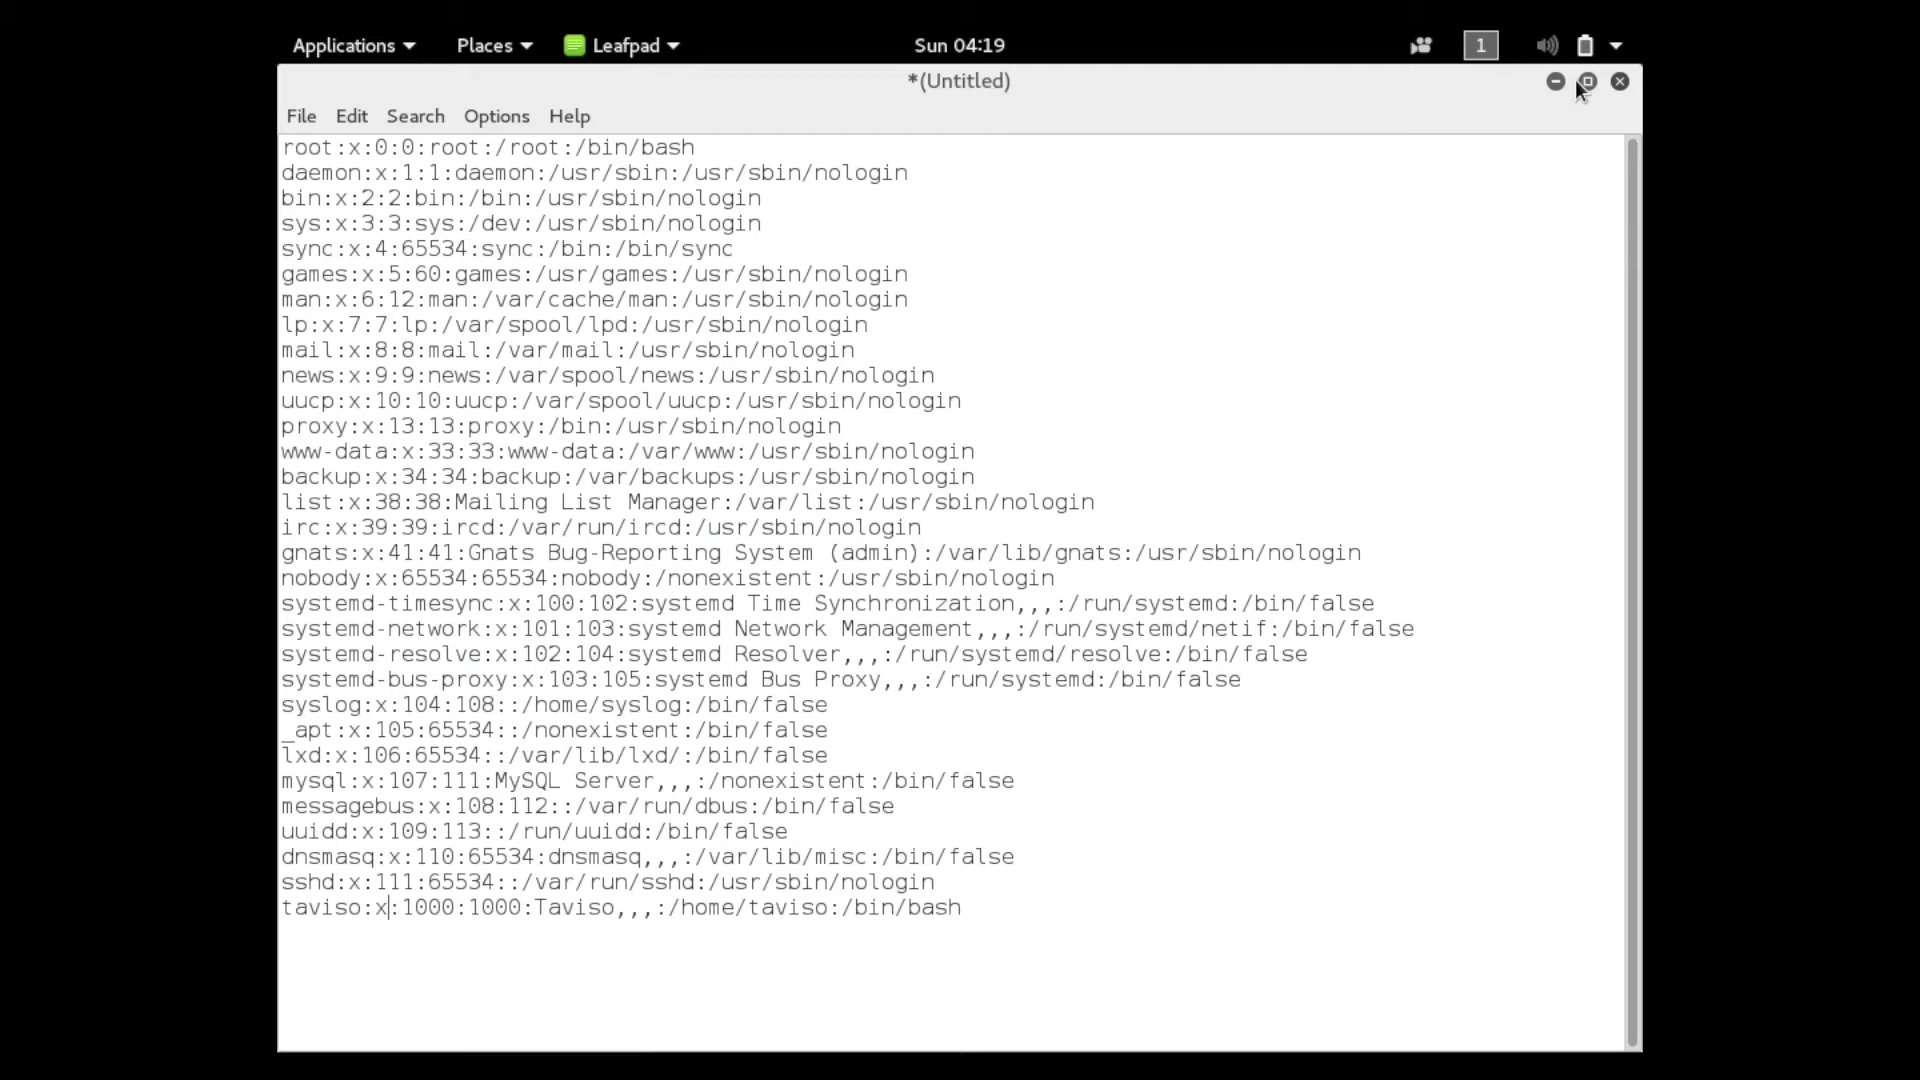 Applications Places Leafpad Sun 04:19 1
*(Untitled)
File Edit Search Options Help
root:x:0:0:root:/root:/bin/bash
daemon:x:1:1:daemon:/usr/sbin:/usr/sbin/nologin
bin:x:2:2:bin:/bin:/usr/sbin/nologin
sys:x:3:3:sys:/dev:/usr/sbin/nologin
sync:x:4:65534:sync:/bin:/bin/sync
games:x:5:60:games:/usr/games:/usr/sbin/nologin
man:x:6:12:man:/var/cache/man:/usr/sbin/nologin
lp:x:7:7:lp:/var/spool/lpd:/usr/sbin/nologin
mail:x:8:8:mail:/var/mail:/usr/sbin/nologin
news:x:9:9:news:/var/spool/news:/usr/sbin/nologin
uucp:x:10:10:uucp:/var/spool/uucp:/usr/sbin/nologin
proxy:x:13:13:proxy:/bin:/usr/sbin/nologin
www-data:x:33:33:www-data:/var/www:/usr/sbin/nologin
backup:x:34:34:backup:/var/backups:/usr/sbin/nologin
list:x:38:38:Mailing List Manager:/var/list:/usr/sbin/nologin
irc:x:39:39:ircd:/var/run/ircd:/usr/sbin/nologin
gnats:x:41:41:Gnats Bug-Reporting System (admin):/var/lib/gnats:/usr/sbin/nologin
nobody:x:65534:65534:nobody:/nonexistent:/usr/sbin/nologin
systemd-timesync:x:100:102:systemd Time Synchronization,,,:/run/systemd:/bin/false
systemd-network:x:101:103:systemd Network Management,,,:/run/systemd/netif:/bin/false
systemd-resolve:x:102:104:systemd Resolver,,,:/run/systemd/resolve:/bin/false
systemd-bus-proxy:x:103:105:systemd Bus Proxy,,,:/run/systemd:/bin/false
syslog:x:104:108::/home/syslog:/bin/false
_apt:x:105:65534::/nonexistent:/bin/false
lxd:x:106:65534::/var/lib/lxd/:/bin/false
mysql:x:107:111:MySQL Server,,,:/nonexistent:/bin/false
messagebus:x:108:112::/var/run/dbus:/bin/false
uuidd:x:109:113::/run/uuidd:/bin/false
dnsmasq:x:110:65534:dnsmasq,,,:/var/lib/misc:/bin/false
sshd:x:111:65534::/var/run/sshd:/usr/sbin/nologin
taviso:x:1000:1000:Taviso,,,:/home/taviso:/bin/bash